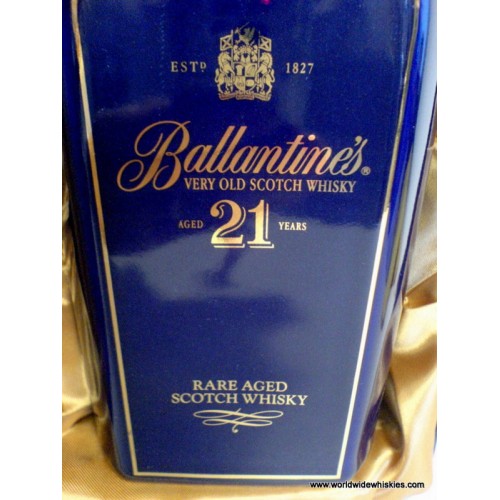 ESTD 1827
Ballantine's®
VERY OLD SCOTCH WHISKY
AGED 21 YEARS
RARE AGED
SCOTCH WHISKY
www.worldwidewhiskies.com